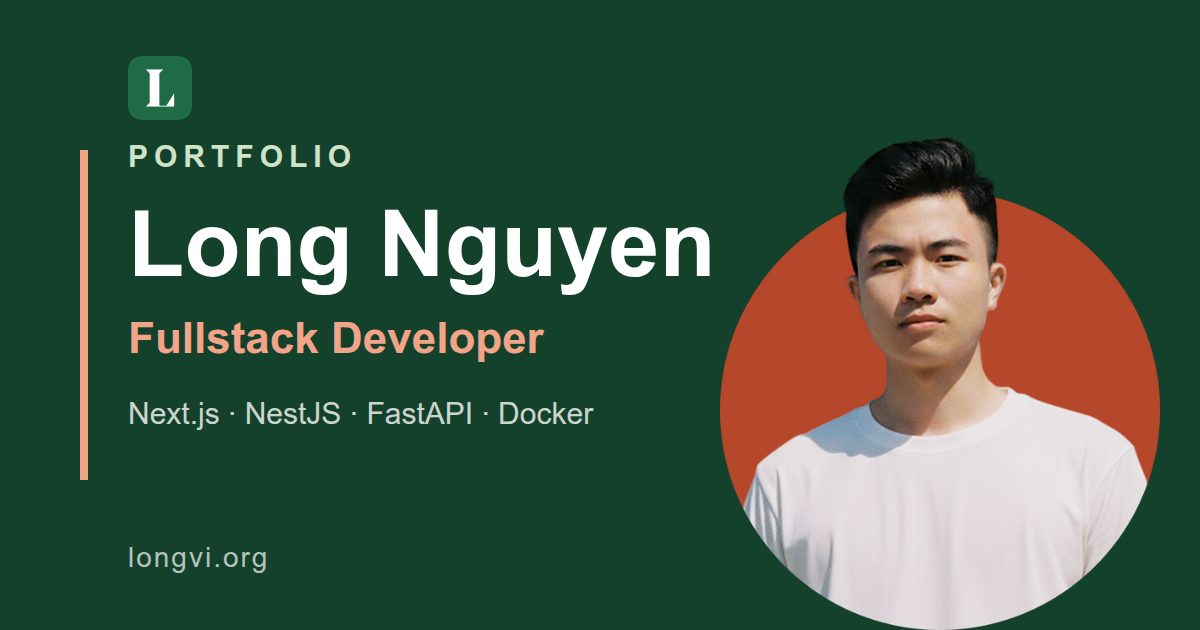 L
PORTFOLIO
Long Nguyen
Fullstack Developer
Next.js · NestJS · FastAPI · Docker
longvi.org